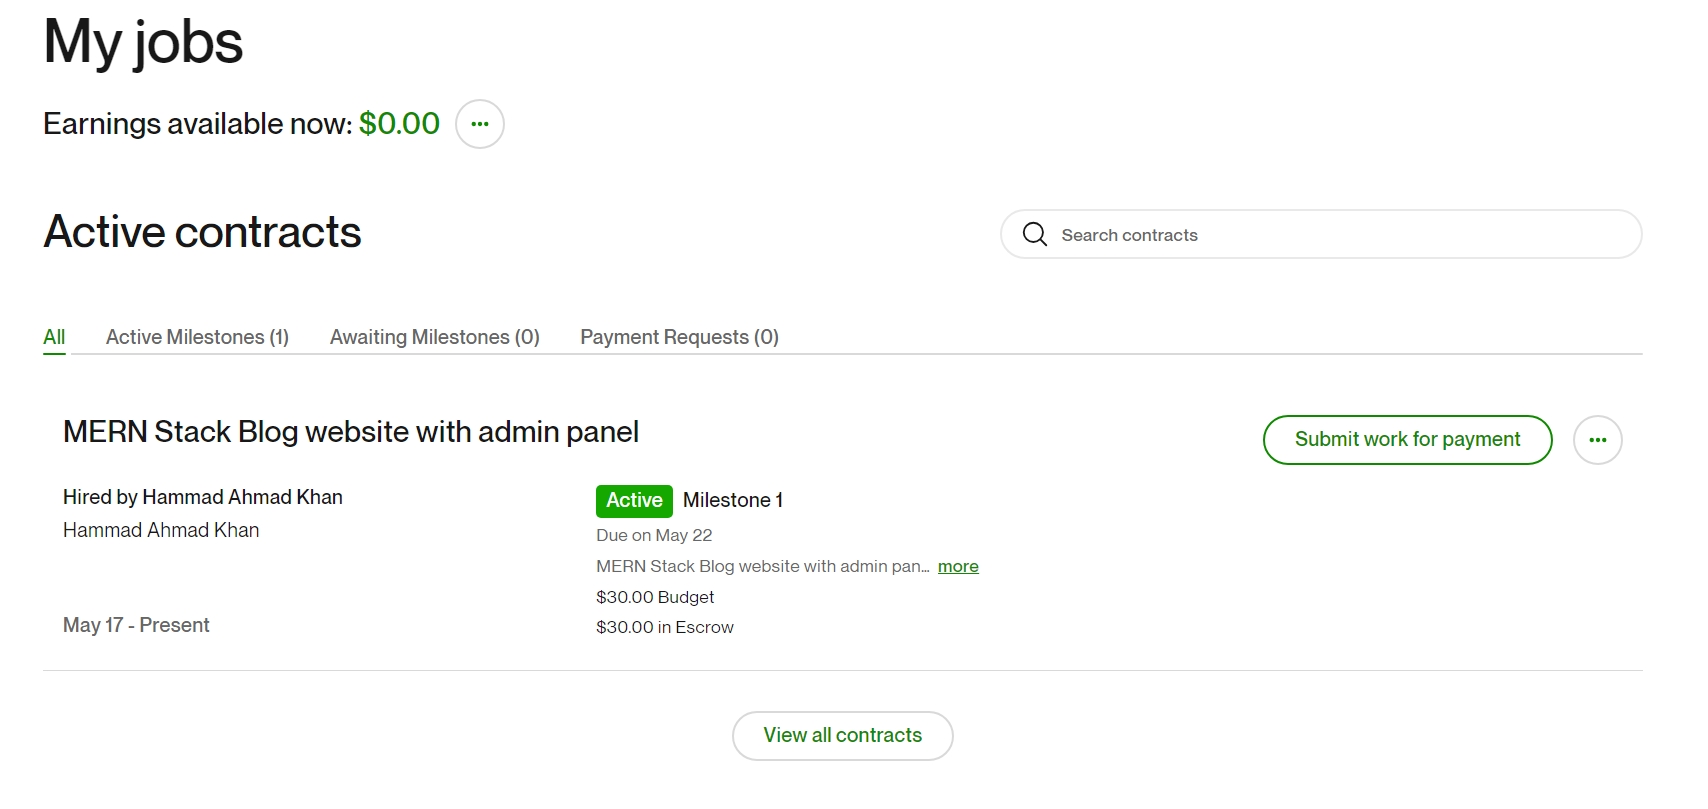 My jobs
Earnings available now: $0.00
Active contracts
Search contracts
All
Active Milestones (1)
Awaiting Milestones (0)
Payment Requests (0)
MERN Stack Blog website with admin panel
Submit work for payment
Hired by Hammad Ahmad Khan
Hammad Ahmad Khan
May 17 - Present
Active Milestone 1
Due on May 22
MERN Stack Blog website with admin pan... more
$30.00 Budget
$30.00 in Escrow
View all contracts